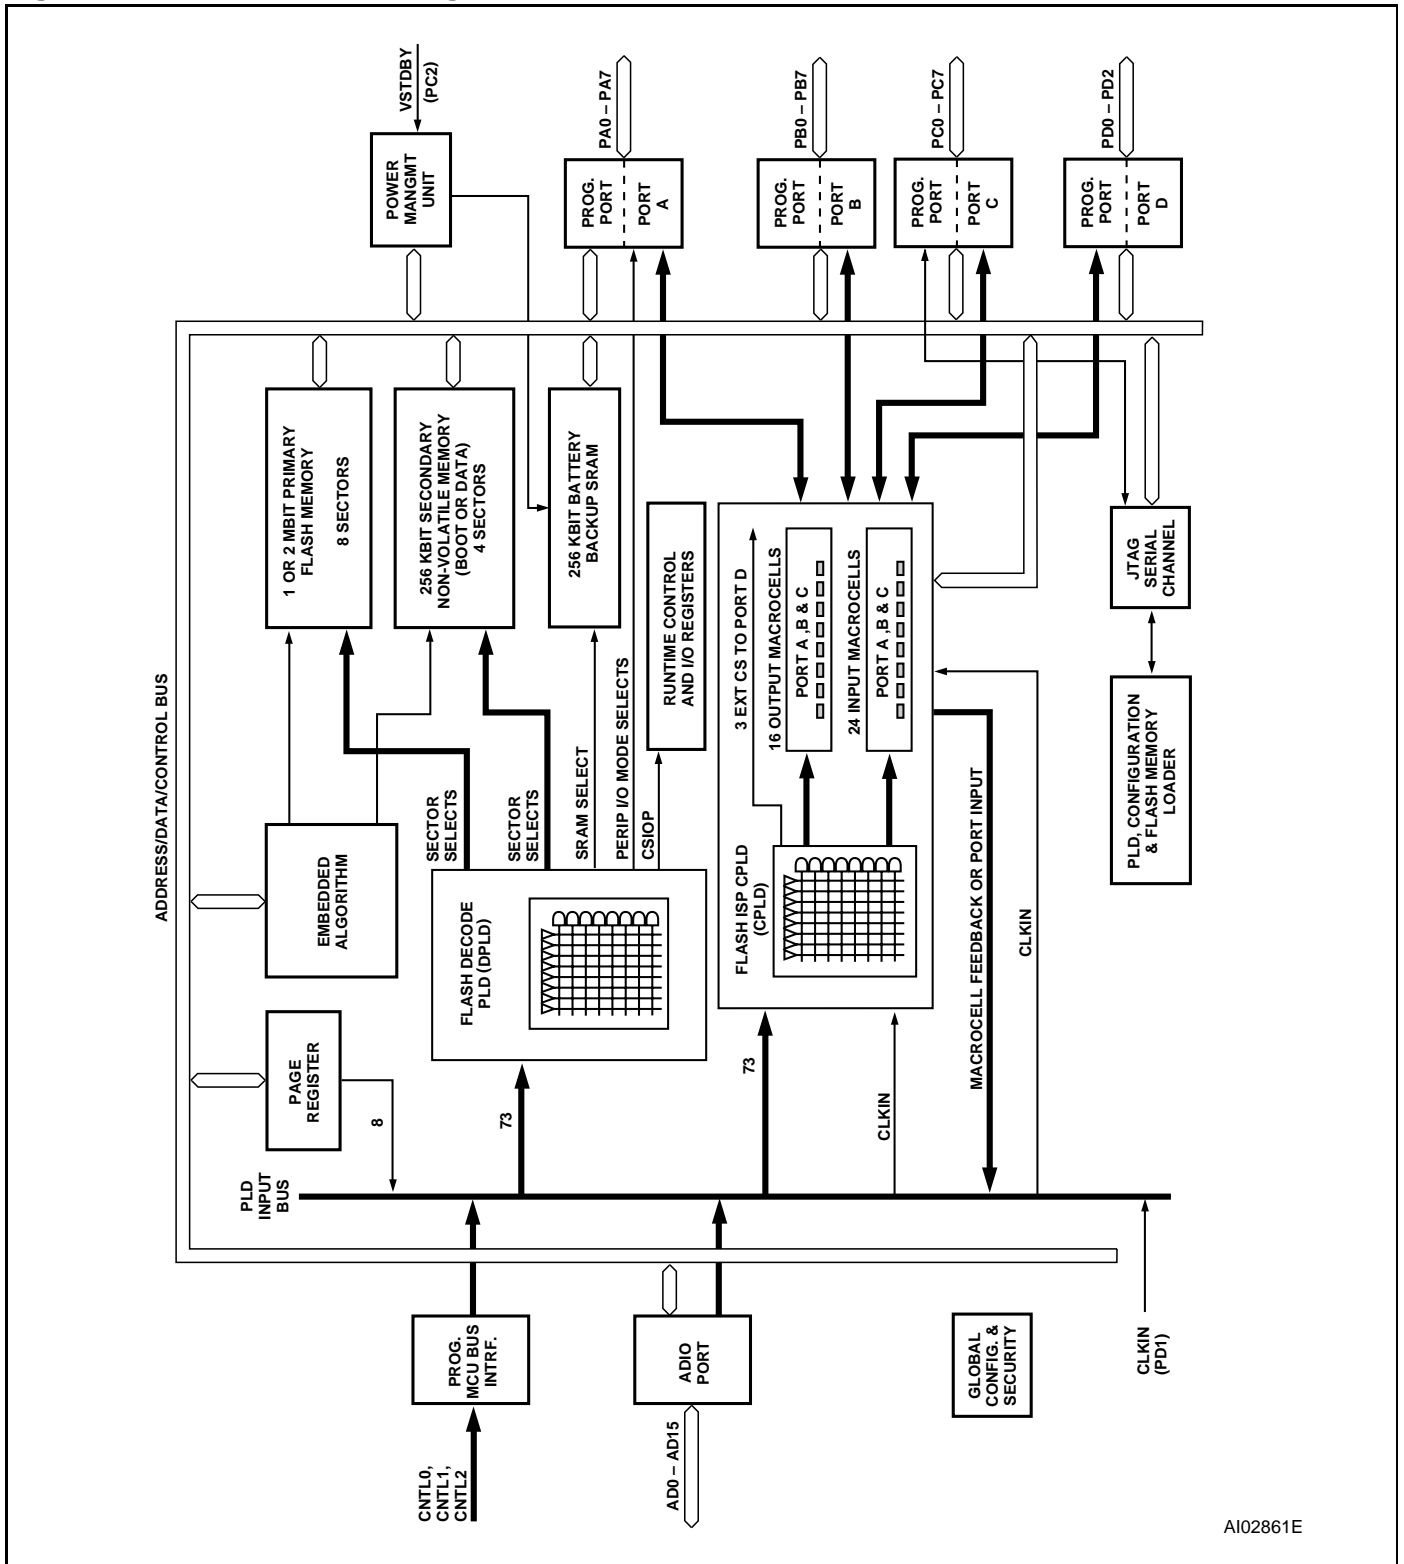 VSTDBY
(PC2)
PA0 – PA7
PB0 – PB7
PC0 – PC7
PD0 – PD2
POWER
MANGMT
UNIT
PROG.
PORT
PORT
A
PROG.
PORT
PORT
B
PROG.
PORT
PORT
C
PROG.
PORT
PORT
D
ADDRESS/DATA/CONTROL BUS
1 OR 2 MBIT PRIMARY
FLASH MEMORY
8 SECTORS
256 KBIT SECONDARY
NON-VOLATILE MEMORY
(BOOT OR DATA)
4 SECTORS
256 KBIT BATTERY
BACKUP SRAM
RUNTIME CONTROL
AND I/O REGISTERS
3 EXT CS TO PORT D
16 OUTPUT MACROCELLS
PORT A ,B & C
24 INPUT MACROCELLS
PORT A ,B & C
JTAG
SERIAL
CHANNEL
PLD, CONFIGURATION
& FLASH MEMORY
LOADER
EMBEDDED
ALGORITHM
SECTOR
SELECTS
SECTOR
SELECTS
SRAM SELECT
PERIP I/O MODE SELECTS
CSIOP
FLASH DECODE
PLD (DPLD)
FLASH ISP CPLD
(CPLD)
MACROCELL FEEDBACK OR PORT INPUT
CLKIN
PAGE
REGISTER
8
73
73
CLKIN
PLD
INPUT
BUS
PROG.
MCU BUS
INTRF.
ADIO
PORT
GLOBAL
CONFIG. &
SECURITY
CLKIN
(PD1)
CNTL0,
CNTL1,
CNTL2
AD0 – AD15
AI02861E